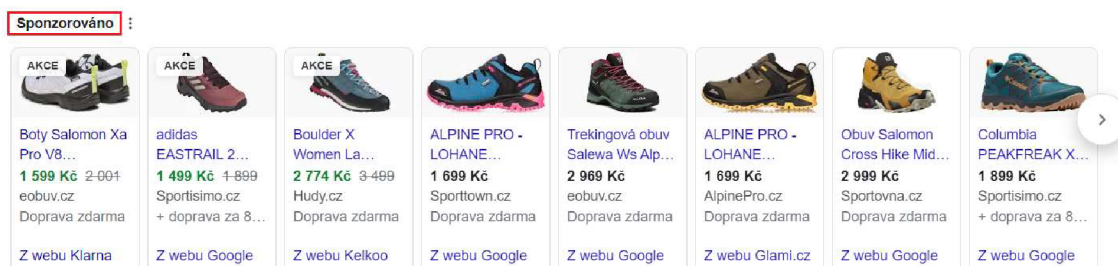 Sponzorováno
AKCE
Boty Salomon Xa
Pro V8...
1 599 Kč 2 001
eobuv.cz
Doprava zdarma
Z webu Klarna
AKCE
adidas
EASTRAIL 2...
1 499 Kč 1 899
Sportisimo.cz
+ doprava za 8...
Z webu Google
AKCE
Boulder X
Women La...
2 774 Kč 3 499
Hudy.cz
Doprava zdarma
Z webu Kelkoo
ALPINE PRO -
LOHANE...
1 699 Kč
Sporttown.cz
Doprava zdarma
Z webu Google
Trekingová obuv
Salewa Ws Alp...
2 969 Kč
eobuv.cz
Doprava zdarma
Z webu Google
ALPINE PRO -
LOHANE...
1 699 Kč
AlpinePro.cz
Doprava zdarma
Z webu Glami.cz
Obuv Salomon
Cross Hike Mid...
2 999 Kč
Sportovna.cz
Doprava zdarma
Z webu Google
Columbia
PEAKFREAK X...
1 899 Kč
Sportisimo.cz
+ doprava za 8...
Z webu Google